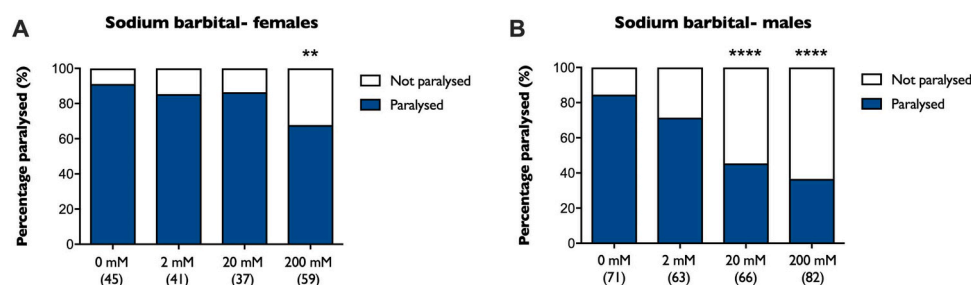 A
Sodium barbital- females
**
Percentage paralysed (%)
100
80
60
40
20
0
Not paralysed
Paralysed
0 mM
2 mM
20 mM
200 mM
(45)
(41)
(37)
(59)
B
Sodium barbital- males
****
****
Percentage paralysed (%)
100
80
60
40
20
0
Not paralysed
Paralysed
0 mM
2 mM
20 mM
200 mM
(71)
(63)
(66)
(82)